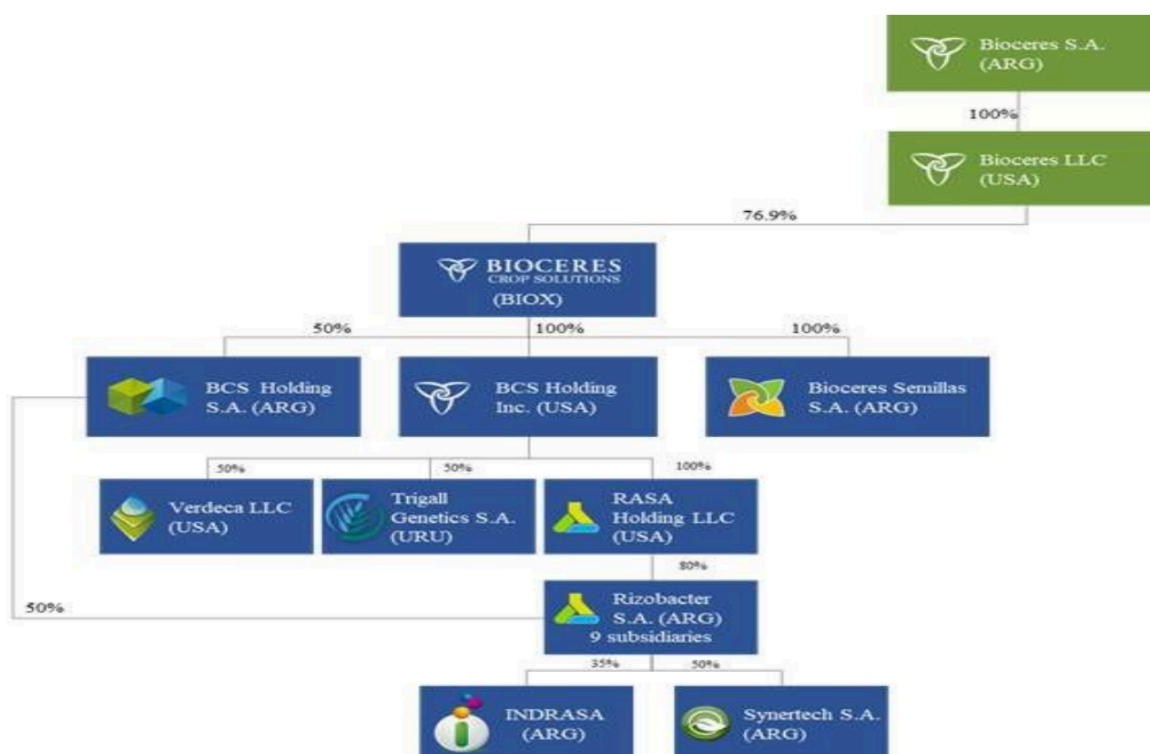 Bioceres S.A.
(ARG)
100%
Bioceres LLC
(USA)
76.9%
BIOCERES
CROP SOLUTIONS
(BIOX)
50%
100%
100%
BCS Holding
S.A. (ARG)
BCS Holding
Inc. (USA)
Bioceres Semillas
S.A. (ARG)
50%
50%
100%
Verdeca LLC
(USA)
Trigall
Genetics S.A.
(URU)
RASA
Holding LLC
(USA)
80%
50%
Rizobacter
S.A. (ARG)
9 subsidiaries
35%
50%
INDRASA
(ARG)
Synertech S.A.
(ARG)